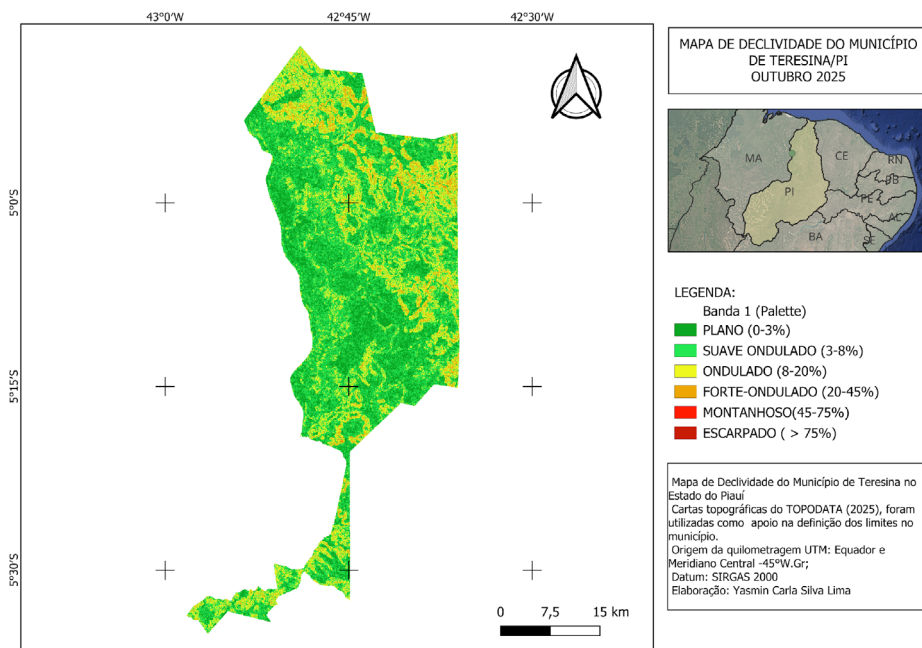 43°0'W
42°45'W
42°30'W
5°0'S
5°15'S
5°30'S
0 7,5 15 km
MAPA DE DECLIVIDADE DO MUNICÍPIO
DE TERESINA/PI
OUTUBRO 2025
MA
CE
RN
PB
PI
PE
AL
BA
SE
LEGENDA:
Banda 1 (Palette)
PLANO (0-3%)
SUAVE ONDULADO (3-8%)
ONDULADO (8-20%)
FORTE-ONDULADO (20-45%)
MONTANHOSO(45-75%)
ESCARPADO ( > 75%)
Mapa de Declividade do Município de Teresina no
Estado do Piauí
Cartas topográficas do TOPODATA (2025), foram
utilizadas como apoio na definição dos limites no
município.
Origem da quilometragem UTM: Equador e
Meridiano Central -45°W.Gr;
Datum: SIRGAS 2000
Elaboração: Yasmin Carla Silva Lima